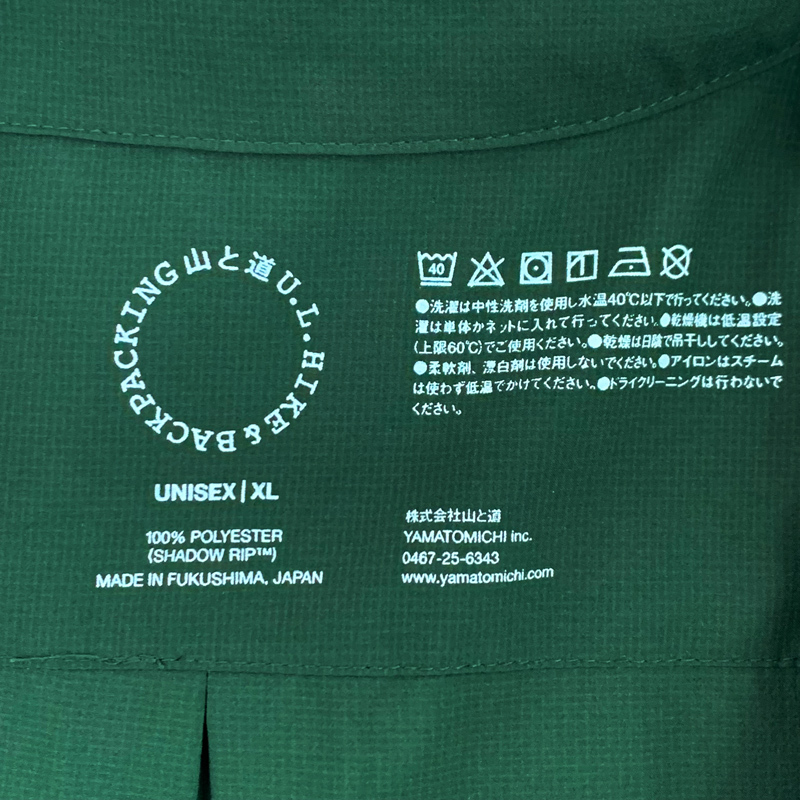 山と道 U.L. HIKE & BACKPACKING
UNISEX | XL
100% POLYESTER
(SHADOW RIP™)
MADE IN FUKUSHIMA, JAPAN
40
●洗濯は中性洗剤を使用し水温40℃以下で行ってください。●洗
濯は単体かネットに入れて行ってください。●乾燥機は低温設定
(上限60℃)でご使用ください。●乾燥は日陰で吊干ししてください。
●柔軟剤、漂白剤は使用しないでください。●アイロンはスチーム
は使わず低温でかけてください。●ドライクリーニングは行わないで
ください。
株式会社山と道
YAMATOMICHI inc.
0467-25-6343
www.yamatomichi.com